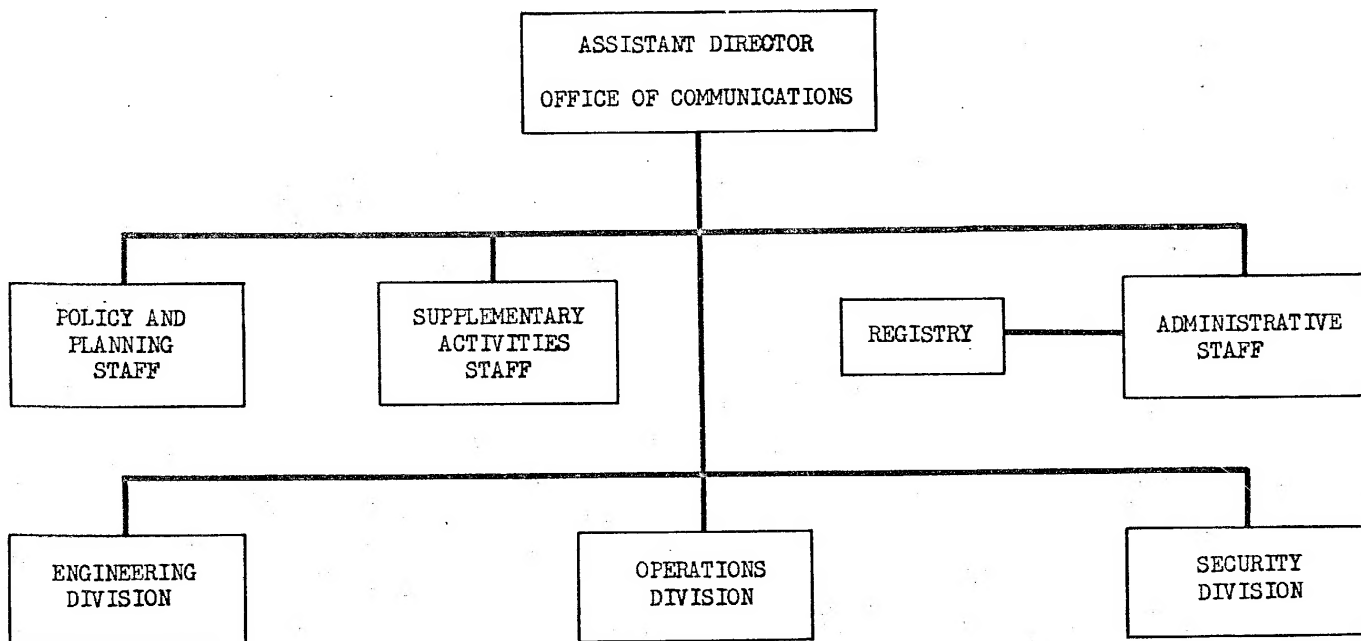 ASSISTANT DIRECTOR
OFFICE OF COMMUNICATIONS
POLICY AND
PLANNING
STAFF
SUPPLEMENTARY
ACTIVITIES
STAFF
REGISTRY
ADMINISTRATIVE
STAFF
ENGINEERING
DIVISION
OPERATIONS
DIVISION
SECURITY
DIVISION